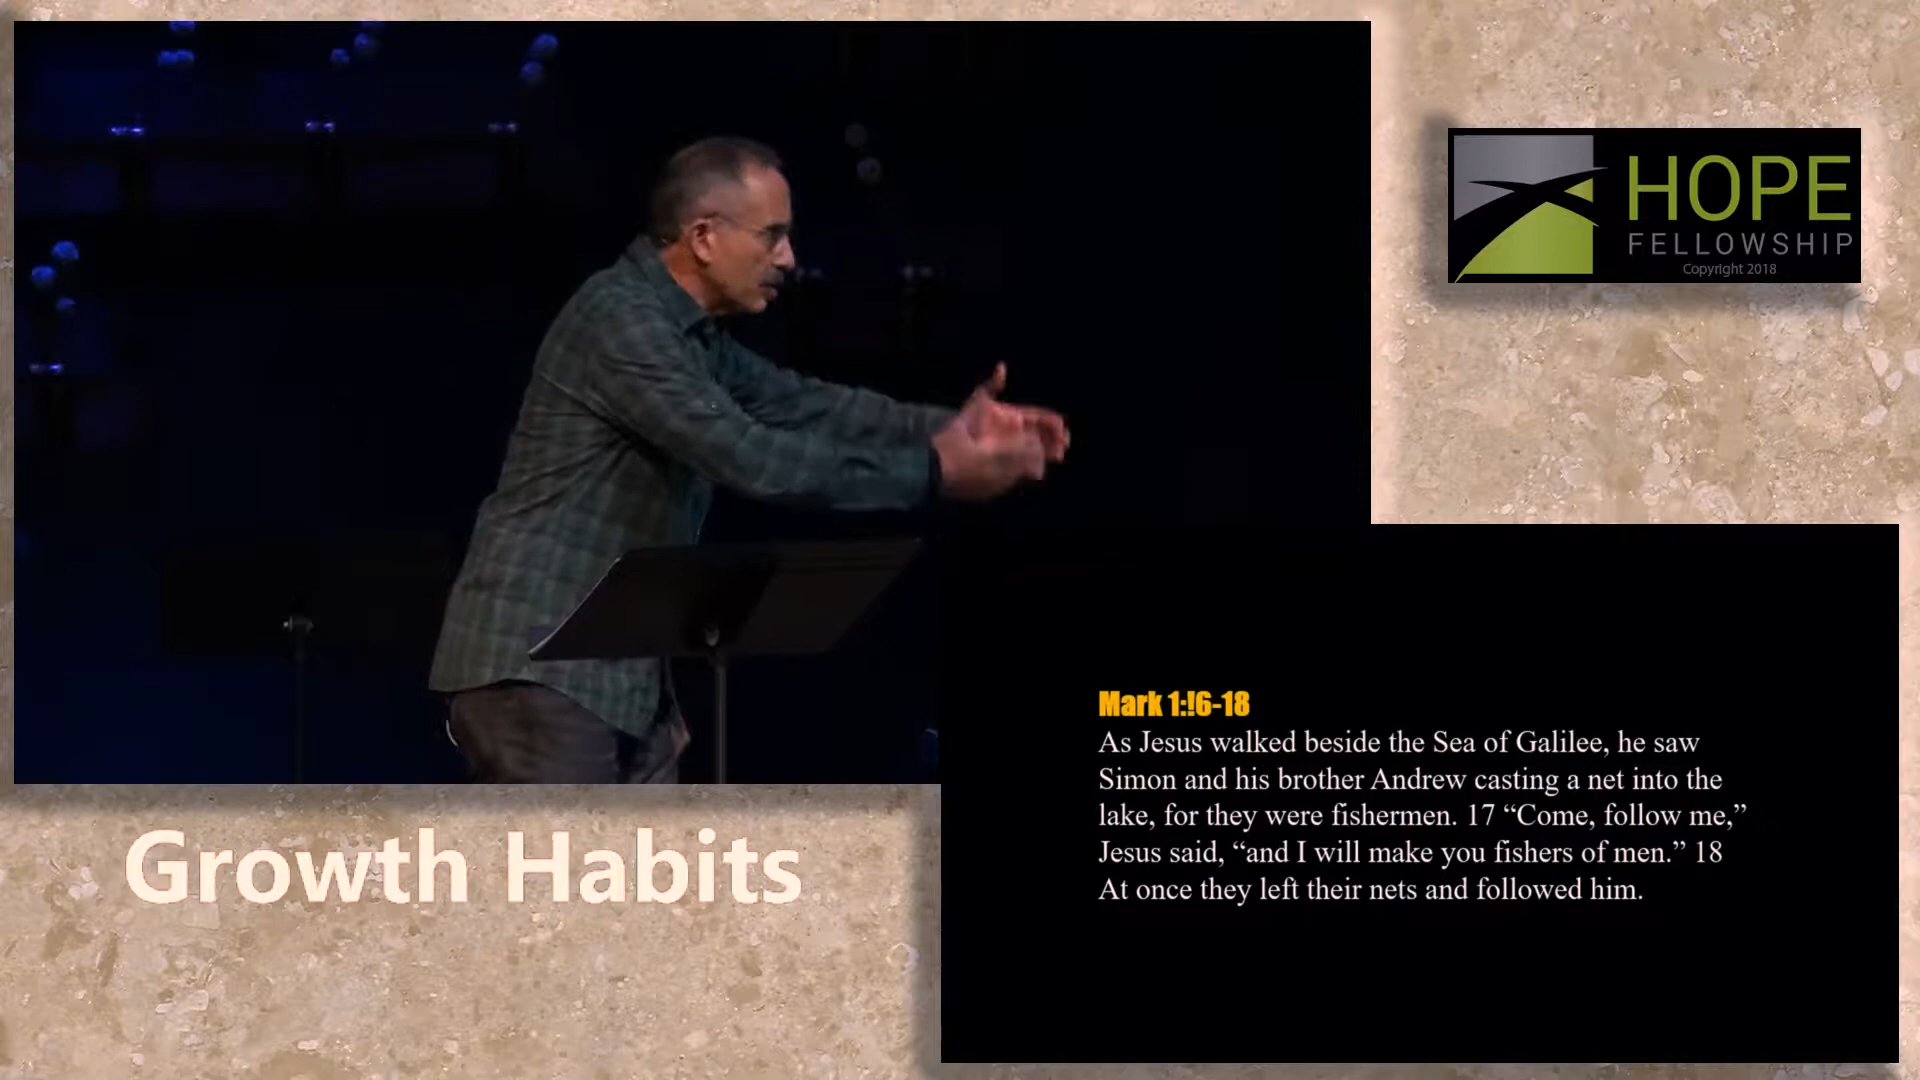 HOPE
FELLOWSHIP
Copyright 2018
Mark 1:!6-18
As Jesus walked beside the Sea of Galilee, he saw
Simon and his brother Andrew casting a net into the
lake, for they were fishermen. 17 “Come, follow me,”
Jesus said, “and I will make you fishers of men.” 18
At once they left their nets and followed him.
Growth Habits